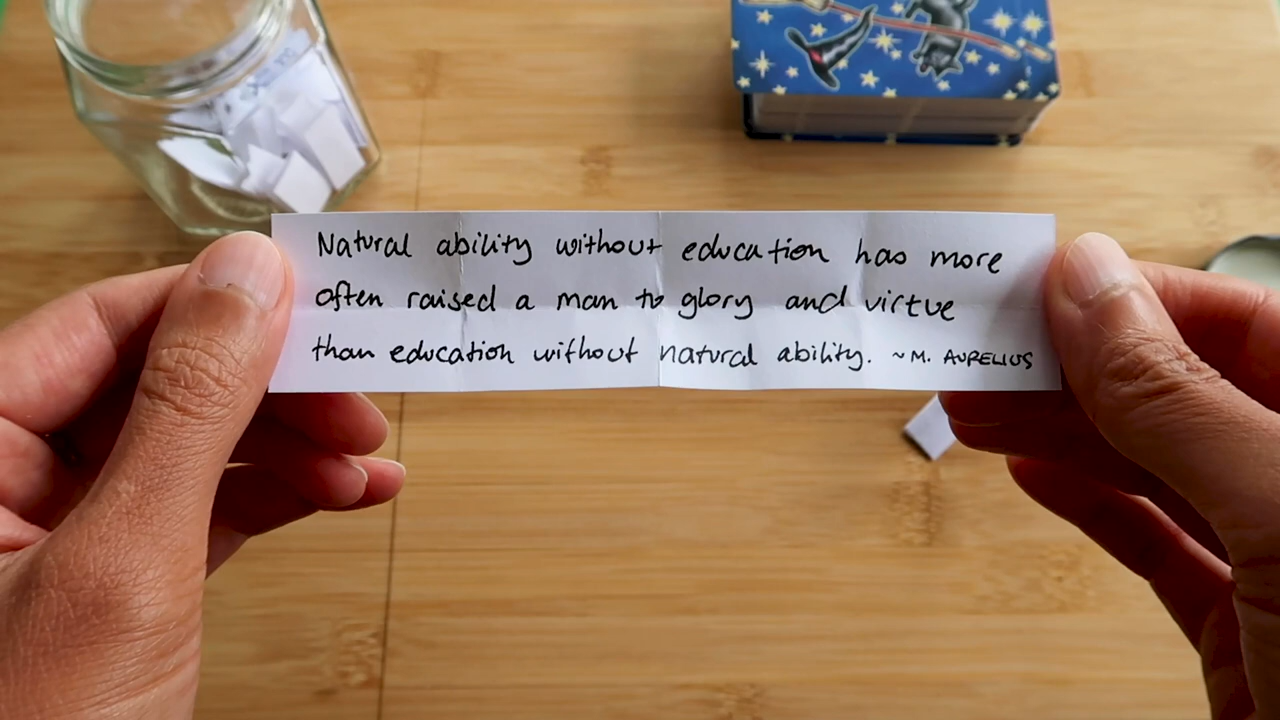 Natural ability without education has more
often raised a man to glory and virtue
than education without natural ability. ~M. AURELIUS